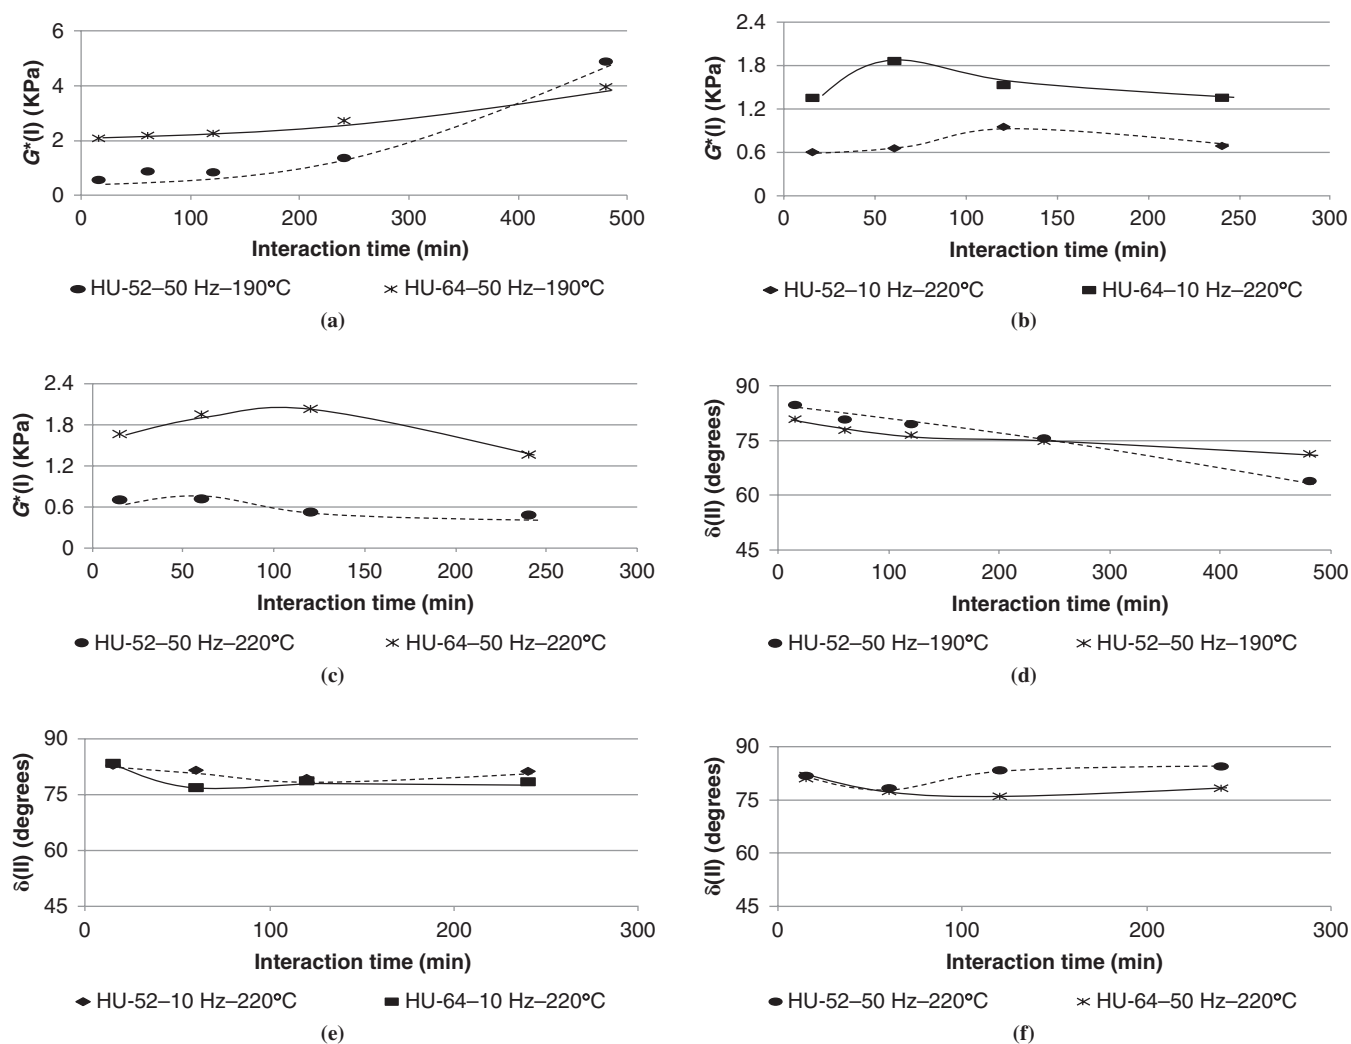 6
4
2
0
G*(I) (KPa)
0 100 200 300 400 500
Interaction time (min)
HU-52–50 Hz–190°C HU-64–50 Hz–190°C
(a)
2.4
1.8
1.2
0.6
0
G*(I) (KPa)
0 50 100 150 200 250 300
Interaction time (min)
HU-52–10 Hz–220°C HU-64–10 Hz–220°C
(b)
2.4
1.8
1.2
0.6
0
G*(I) (KPa)
0 50 100 150 200 250 300
Interaction time (min)
HU-52–50 Hz–220°C HU-64–50 Hz–220°C
(c)
90
75
60
45
δ(II) (degrees)
0 100 200 300 400 500
Interaction time (min)
HU-52–50 Hz–190°C HU-52–50 Hz–190°C
(d)
90
75
60
45
δ(II) (degrees)
0 100 200 300
Interaction time (min)
HU-52–10 Hz–220°C HU-64–10 Hz–220°C
(e)
90
75
60
45
δ(II) (degrees)
0 100 200 300
Interaction time (min)
HU-52–50 Hz–220°C HU-64–50 Hz–220°C
(f)